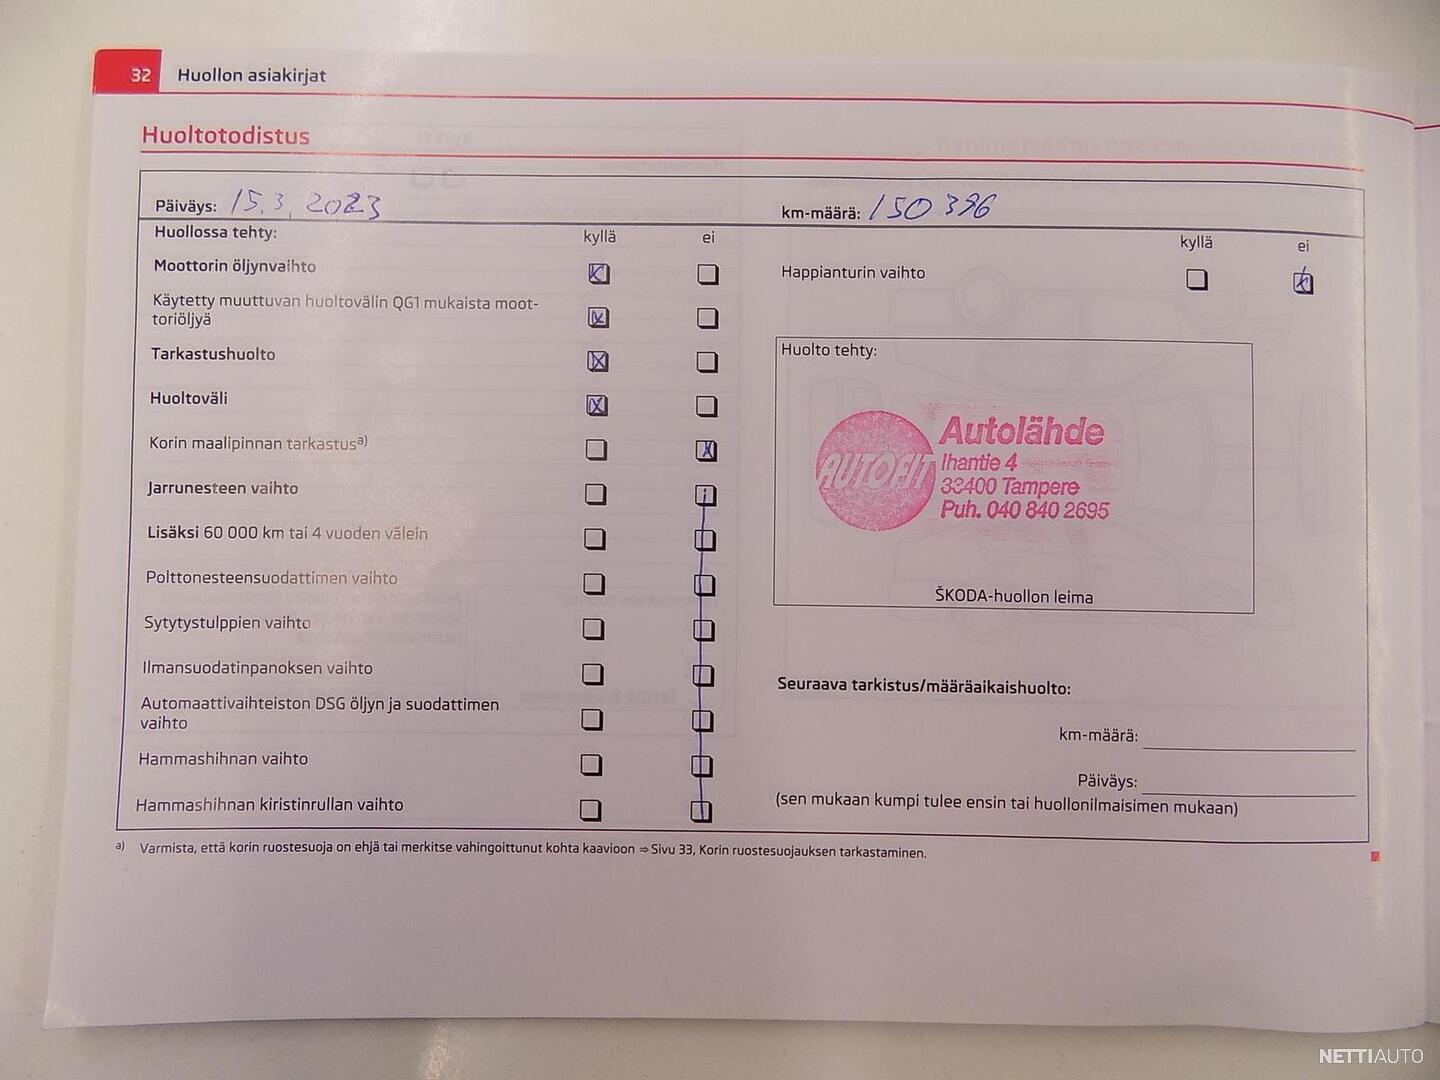 32 Huollon asiakirjat
Huoltotodistus
Päiväys: 15.3.2023
km-määrä: 150 396
Huollossa tehty: kyllä ei
Moottorin öljynvaihto
Käytetty muuttuvan huoltovälin QG1 mukaista moot-
toriöljyä
Tarkastushuolto
Huoltoväli
Korin maalipinnan tarkastusa)
Jarrunesteen vaihto
Lisäksi 60 000 km tai 4 vuoden välein
Polttonesteensuodattimen vaihto
Sytytystulppien vaihto
Ilmansuodatinpanoksen vaihto
Automaattivaihteiston DSG öljyn ja suodattimen
vaihto
Hammashihnan vaihto
Hammashihnan kiristinrullan vaihto
kyllä ei
Happianturin vaihto
Huolto tehty:
AUTOFIT
Autolähde
Ihantie 4
33400 Tampere
Puh. 040 840 2695
ŠKODA-huollon leima
Seuraava tarkistus/määräaikaishuolto:
km-määrä:
Päiväys:
(sen mukaan kumpi tulee ensin tai huollonilmaisimen mukaan)
a) Varmista, että korin ruostesuoja on ehjä tai merkitse vahingoittunut kohta kaavioon ⇒ Sivu 33, Korin ruostesuojauksen tarkastaminen.
NETTIAUTO